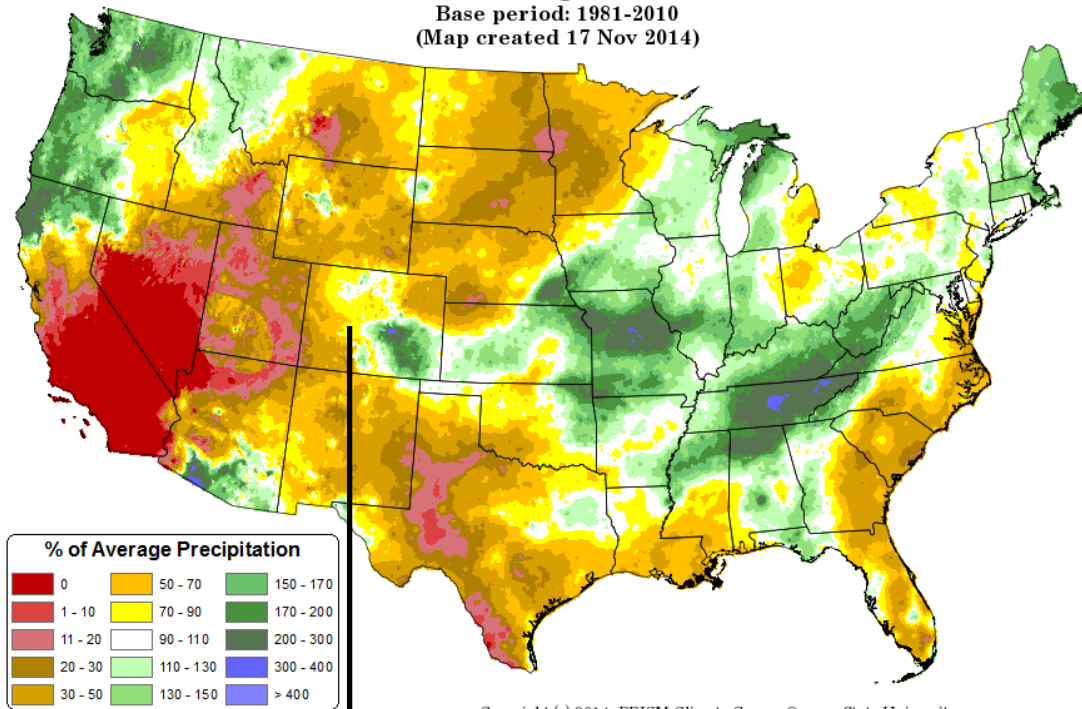 Base period: 1981-2010
(Map created 17 Nov 2014)
% of Average Precipitation
0
1 - 10
11 - 20
20 - 30
30 - 50
50 - 70
70 - 90
90 - 110
110 - 130
130 - 150
150 - 170
170 - 200
200 - 300
300 - 400
> 400